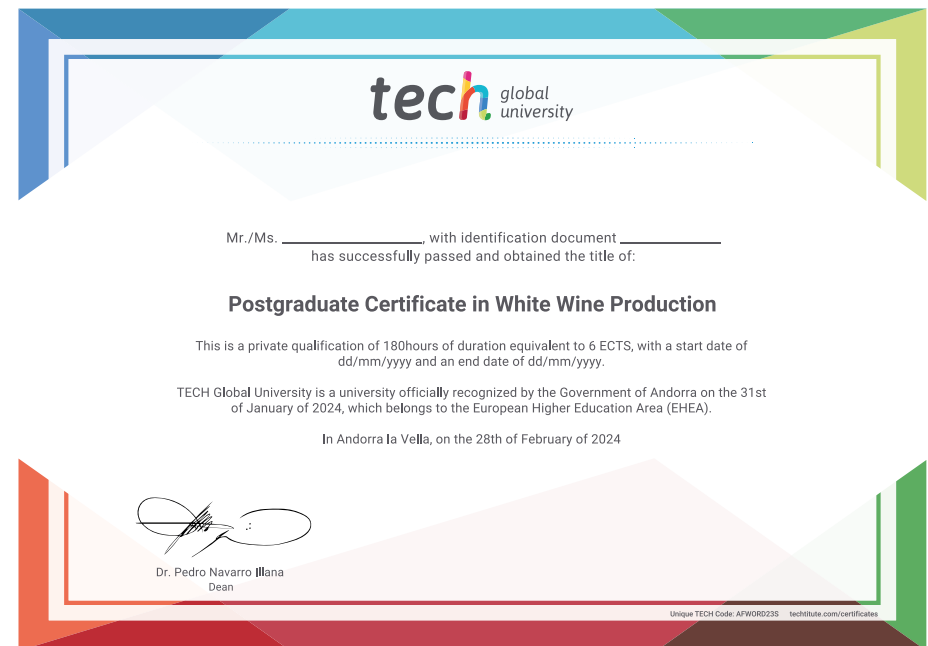 tech global
university
Mr./Ms. ____________, with identification document ____________
has successfully passed and obtained the title of:
Postgraduate Certificate in White Wine Production
This is a private qualification of 180hours of duration equivalent to 6 ECTS, with a start date of
dd/mm/yyyy and an end date of dd/mm/yyyy.
TECH Global University is a university officially recognized by the Government of Andorra on the 31st
of January of 2024, which belongs to the European Higher Education Area (EHEA).
In Andorra la Vella, on the 28th of February of 2024
Dr. Pedro Navarro Illana
Dean
Unique TECH Code: AFWORD23S techtitute.com/certificates